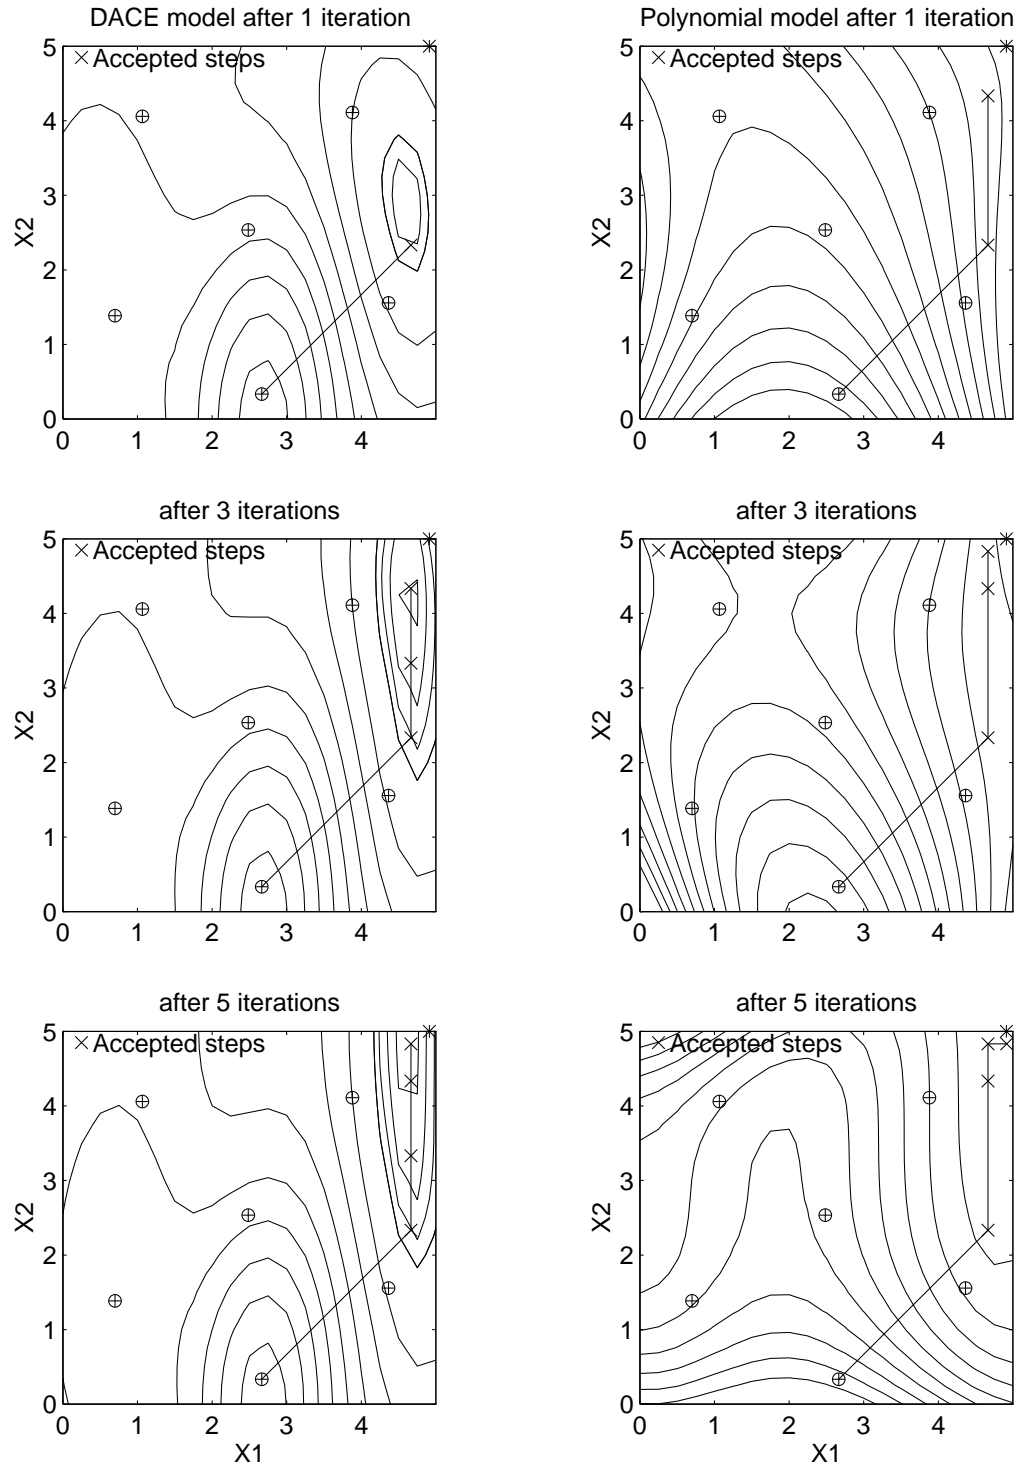 DACE model after 1 iteration
5
4
3
2
1
0
X2
Accepted steps
0 1 2 3 4
Polynomial model after 1 iteration
5
4
3
2
1
0
X2
Accepted steps
0 1 2 3 4
after 3 iterations
5
4
3
2
1
0
X2
Accepted steps
0 1 2 3 4
after 3 iterations
5
4
3
2
1
0
X2
Accepted steps
0 1 2 3 4
after 5 iterations
5
4
3
2
1
0
X2
Accepted steps
0 1 2 3 4
X1
after 5 iterations
5
4
3
2
1
0
X2
Accepted steps
0 1 2 3 4
X1